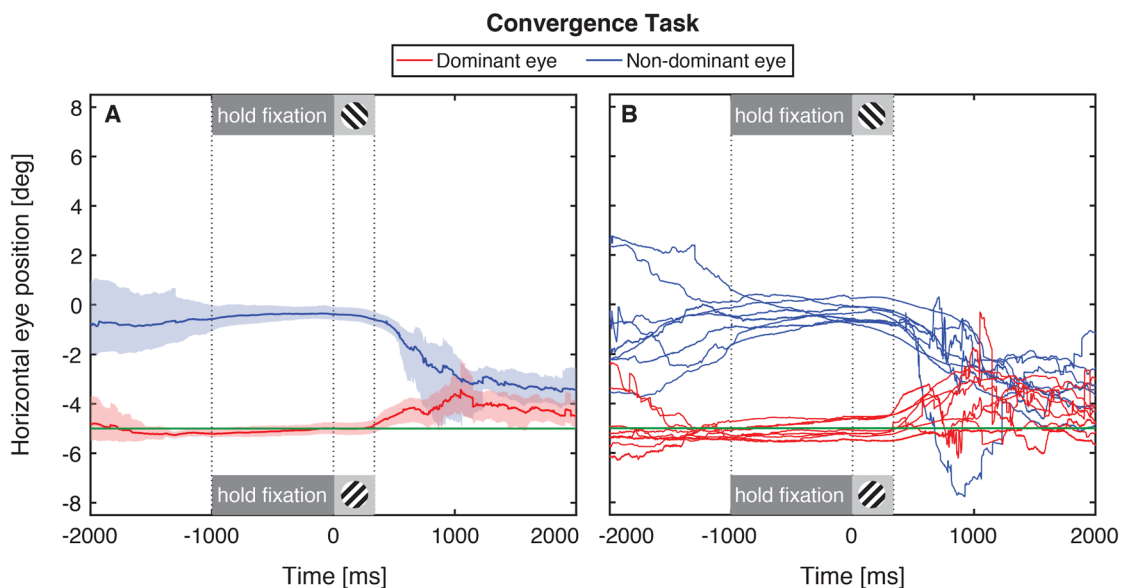 Convergence Task
Dominant eye Non-dominant eye
A hold fixation
B hold fixation
8
6
4
2
0
-2
-4
-6
-8
Horizontal eye position [deg]
hold fixation
hold fixation
-2000 -1000 0 1000 2000
-2000 -1000 0 1000 2000
Time [ms]
Time [ms]